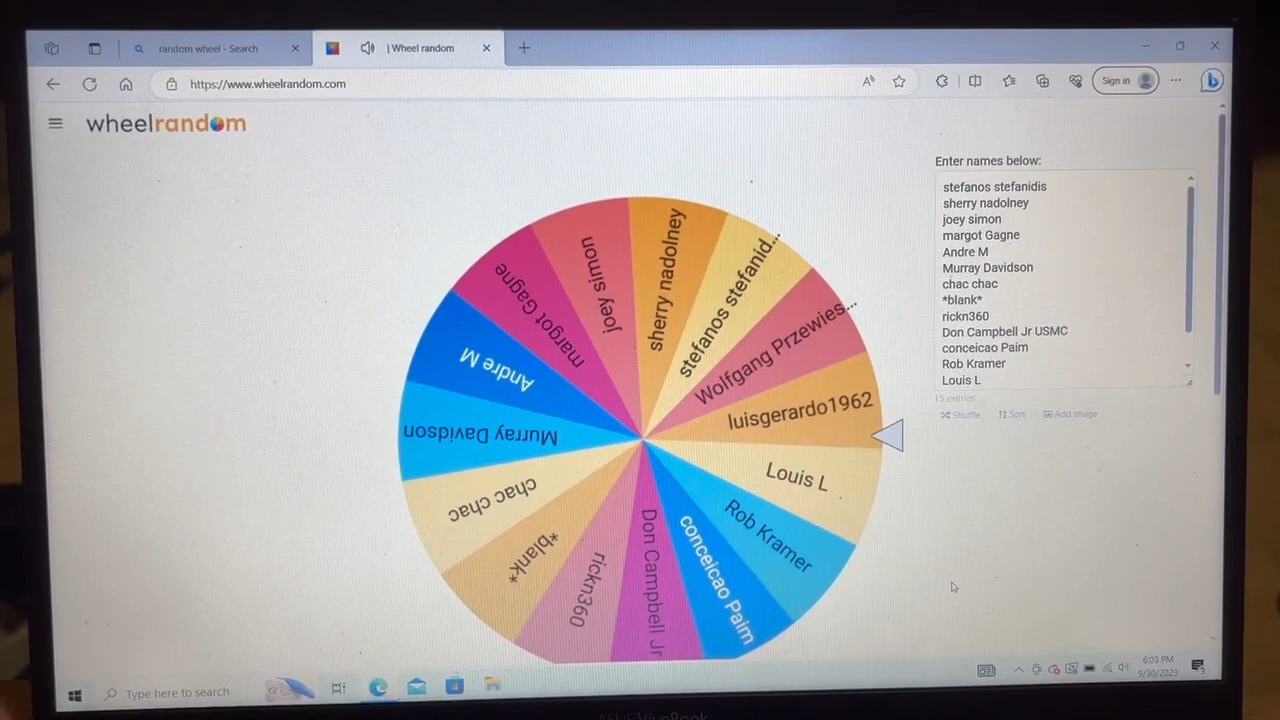 random wheel - Search
| Wheel random
https://www.wheelrandom.com
Sign in
wheelrandom
Enter names below:
stefanos stefanidis
sherry nadolney
joey simon
margot Gagne
Andre M
Murray Davidson
chac chac
*blank*
rickn360
Don Campbell Jr USMC
conceicao Paim
Rob Kramer
Louis L
15 entries
Shuffle
Sort
Add image
joey simon
sherry nadolney
stefanos stefanid...
Wolfgang Przewies...
luisgerardo1962
Louis L
Rob Kramer
conceicao Paim
Don Campbell Jr
rickn360
*blank*
chac chac
Murray Davidson
Andre M
margot Gagne
Type here to search
6:03 PM
9/30/2023
ASUS VivoBook